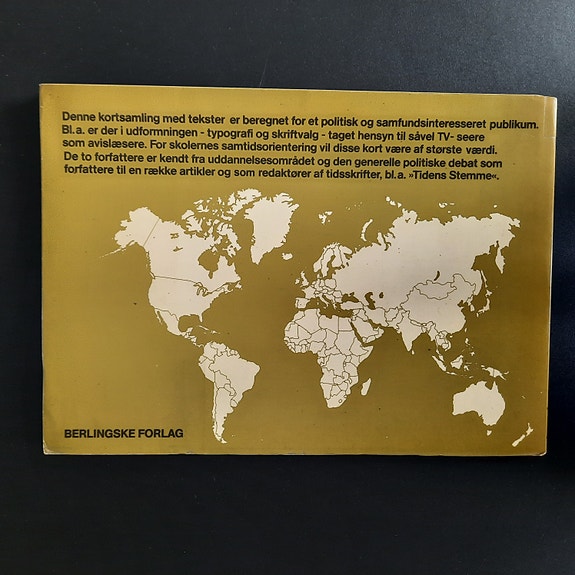 Denne kortsamling med tekster er beregnet for et politisk og samfundsinteresseret publikum.
Bl.a. er der i udformningen - typografi og skriftvalg - taget hensyn til såvel TV- seere
som avislæsere. For skolernes samtidsorientering vil disse kort være af største værdi.
De to forfattere er kendt fra uddannelsesområdet og den generelle politiske debat som
forfattere til en række artikler og som redaktører af tidsskrifter, bl.a. »Tidens Stemme«.
BERLINGSKE FORLAG